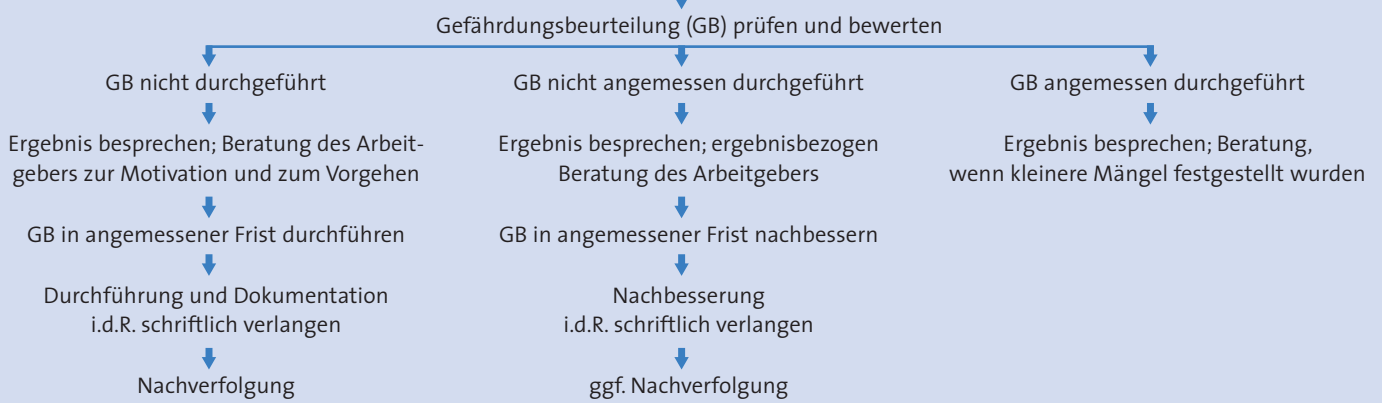 Gefährdungsbeurteilung (GB) prüfen und bewerten
GB nicht durchgeführt
Ergebnis besprechen; Beratung des Arbeit-
gebers zur Motivation und zum Vorgehen
GB in angemessener Frist durchführen
Durchführung und Dokumentation
i.d.R. schriftlich verlangen
Nachverfolgung
GB nicht angemessen durchgeführt
Ergebnis besprechen; ergebnisbezogen
Beratung des Arbeitgebers
GB in angemessener Frist nachbessern
Nachbesserung
i.d.R. schriftlich verlangen
ggf. Nachverfolgung
GB angemessen durchgeführt
Ergebnis besprechen; Beratung,
wenn kleinere Mängel festgestellt wurden